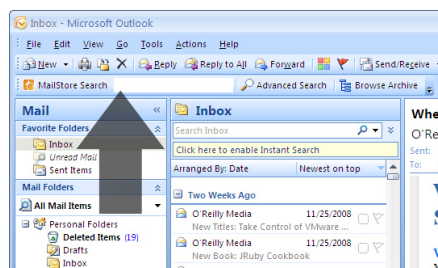 Inbox - Microsoft Outlook
File Edit View Go Tools Actions Help
New Reply Reply to All Forward Send/Receive
MailStore Search Advanced Search Browse Archive
Mail «
Favorite Folders
Inbox
Unread Mail
Sent Items
Mail Folders
All Mail Items
Personal Folders
Deleted Items (19)
Drafts
Inbox
Inbox
Search Inbox
Click here to enable Instant Search
Arranged By: Date Newest on top
Two Weeks Ago
O'Reilly Media 11/25/2008
New Titles: Take Control of VMware ...
O'Reilly Media 11/25/2008
New Book: JRuby Cookbook
Whe
O'Re
Sent:
To: